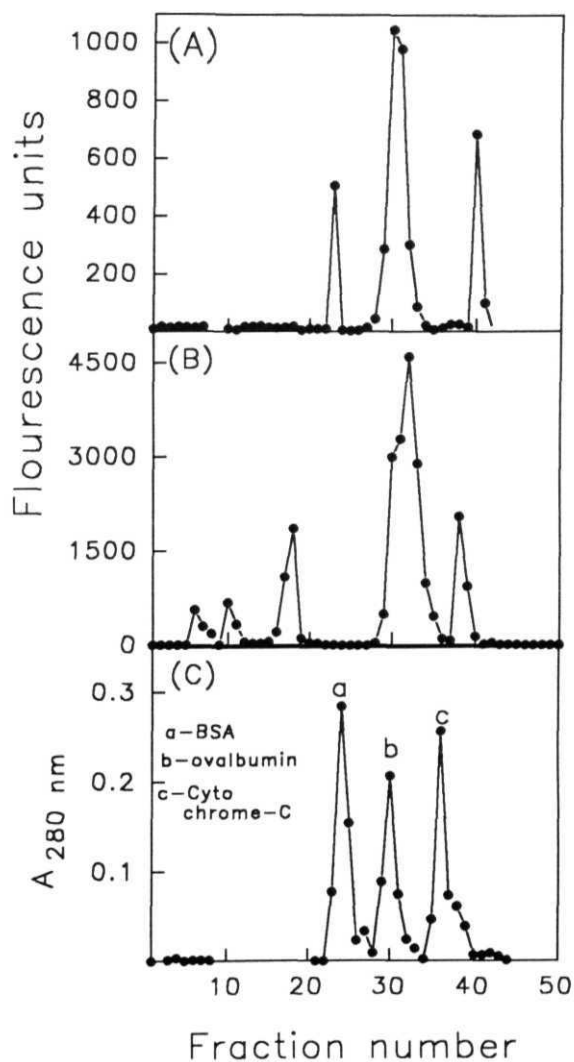 Flourescence units
(A)
1000
800
600
400
200
(B)
4500
3000
1500
0
(C)
A 280 nm
0.3
0.2
0.1
a
b
c
a-BSA
b-ovalbumin
c-Cyto
chrome-C
10 20 30 40 50
Fraction number